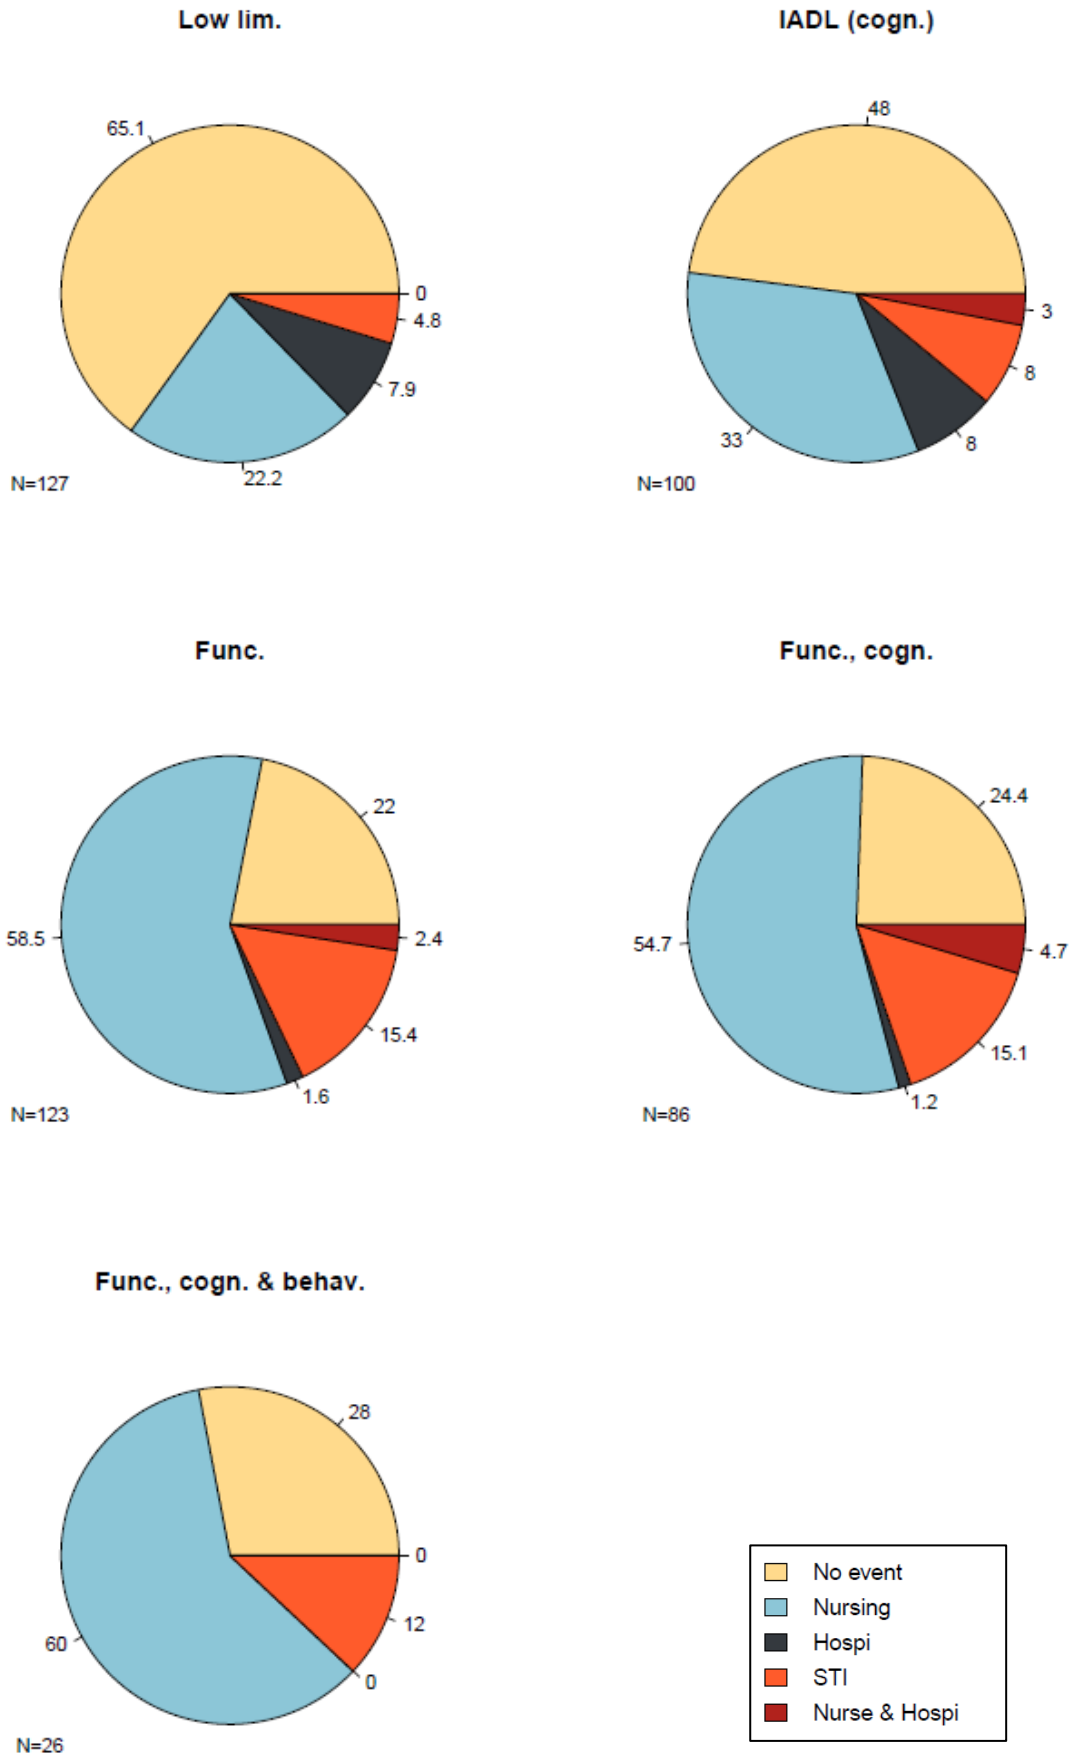 Low lim.
65.1
0
4.8
7.9
22.2
N=127
IADL (cogn.)
48
3
8
8
33
N=100
Func.
22
58.5
2.4
15.4
1.6
N=123
Func., cogn.
24.4
54.7
4.7
15.1
1.2
N=86
Func., cogn. & behav.
28
0
12
60
0
N=26
No event
Nursing
Hospi
STI
Nurse & Hospi